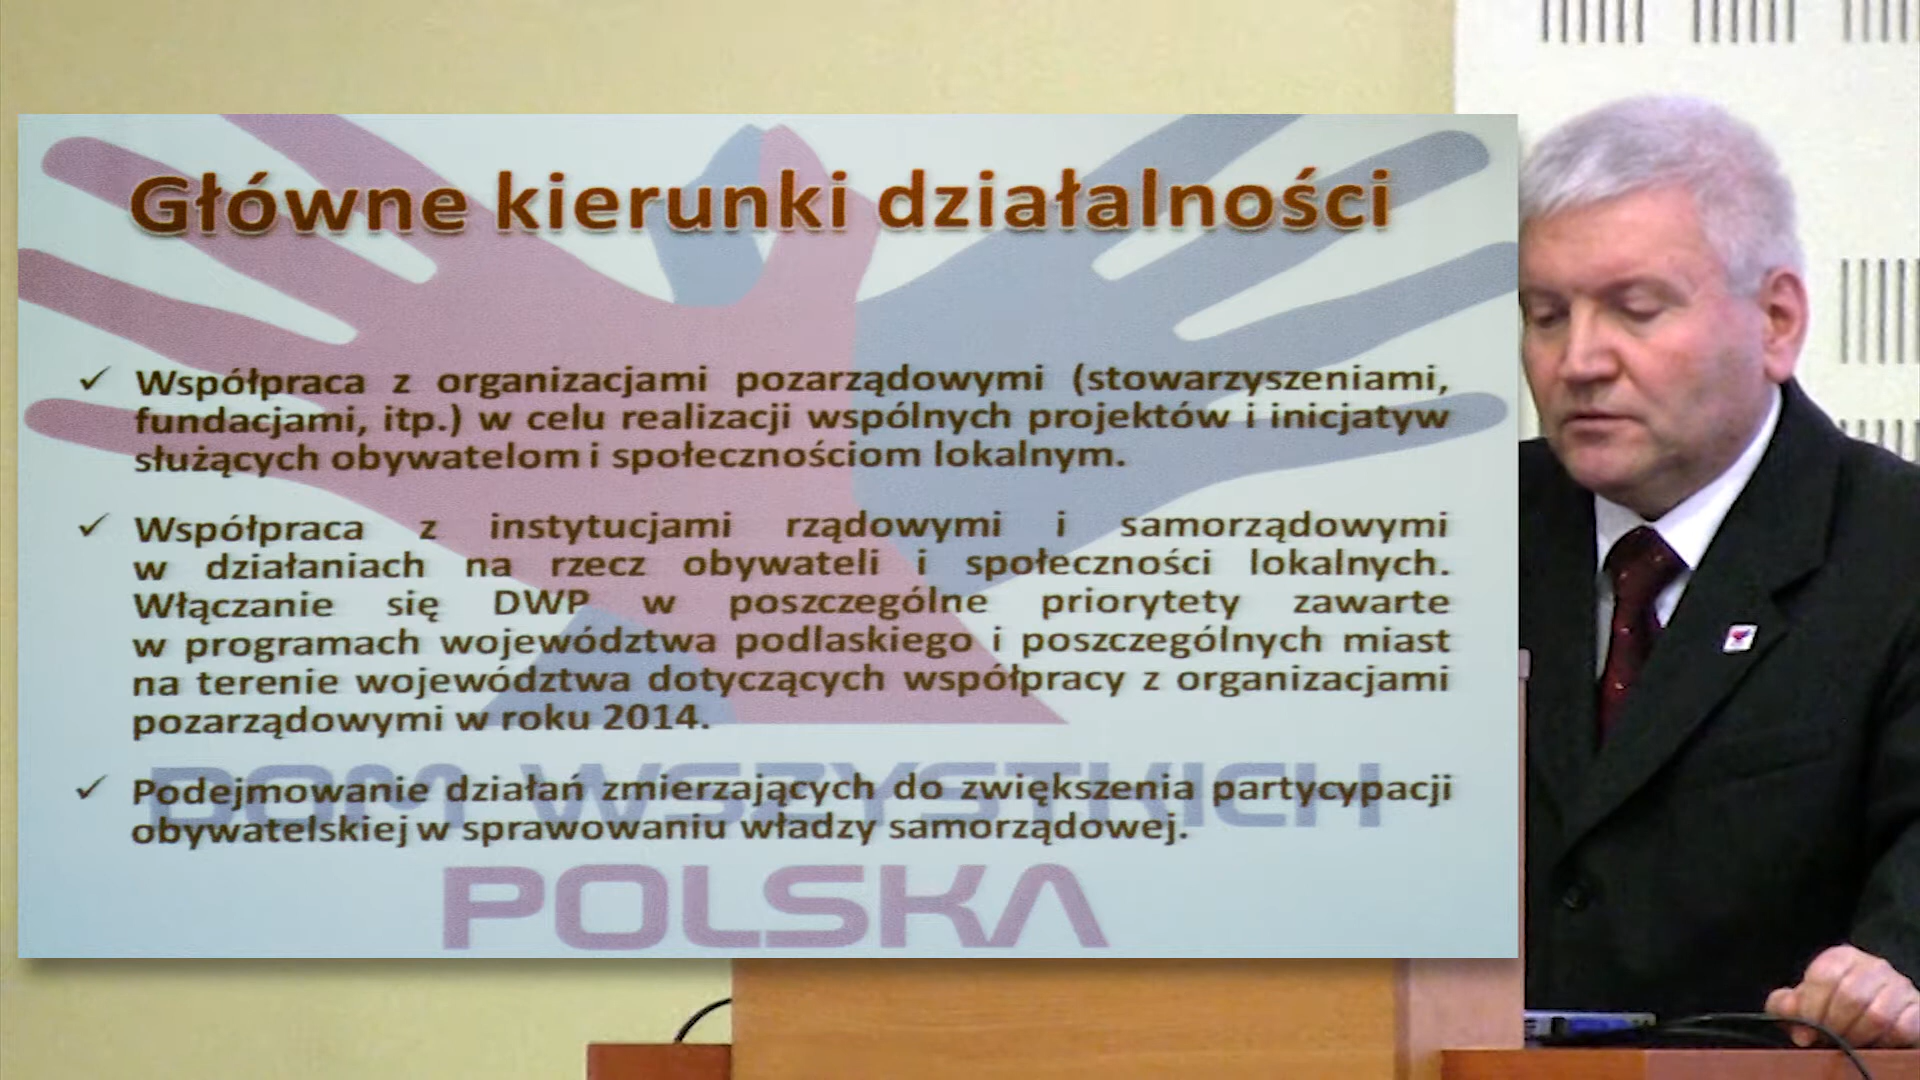 Główne kierunki działalności
✓ Współpraca z organizacjami pozarządowymi (stowarzyszeniami,
fundacjami, itp.) w celu realizacji wspólnych projektów i inicjatyw
służących obywatelom i społecznościom lokalnym.
✓ Współpraca z instytucjami rządowymi i samorządowymi
w działaniach na rzecz obywateli i społeczności lokalnych.
Włączanie się DWP w poszczególne priorytety zawarte
w programach województwa podlaskiego i poszczególnych miast
na terenie województwa dotyczących współpracy z organizacjami
pozarządowymi w roku 2014.
✓ Podejmowanie działań zmierzających do zwiększenia partycypacji
obywatelskiej w sprawowaniu władzy samorządowej.
DOM WSZYSTKICH
POLSKA